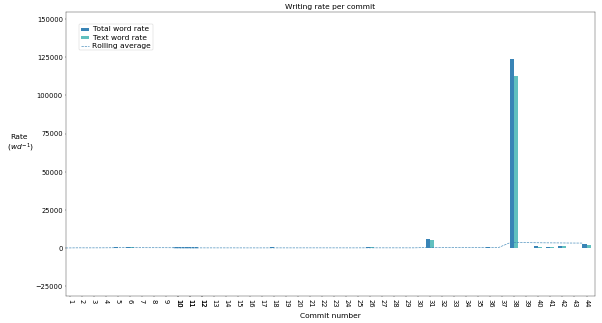 Writing rate per commit
Total word rate
Text word rate
Rolling average
150000
125000
100000
75000
50000
25000
0
−25000
Rate
(wd⁻¹)
1 2 3 4 5 6 7 8 9 10 11 12 13 14 15 16 17 18 19 20 21 22 23 24 25 26 27 28 29 30 31 32 33 34 35 36 37 38 39 40 41 42 43 44
Commit number